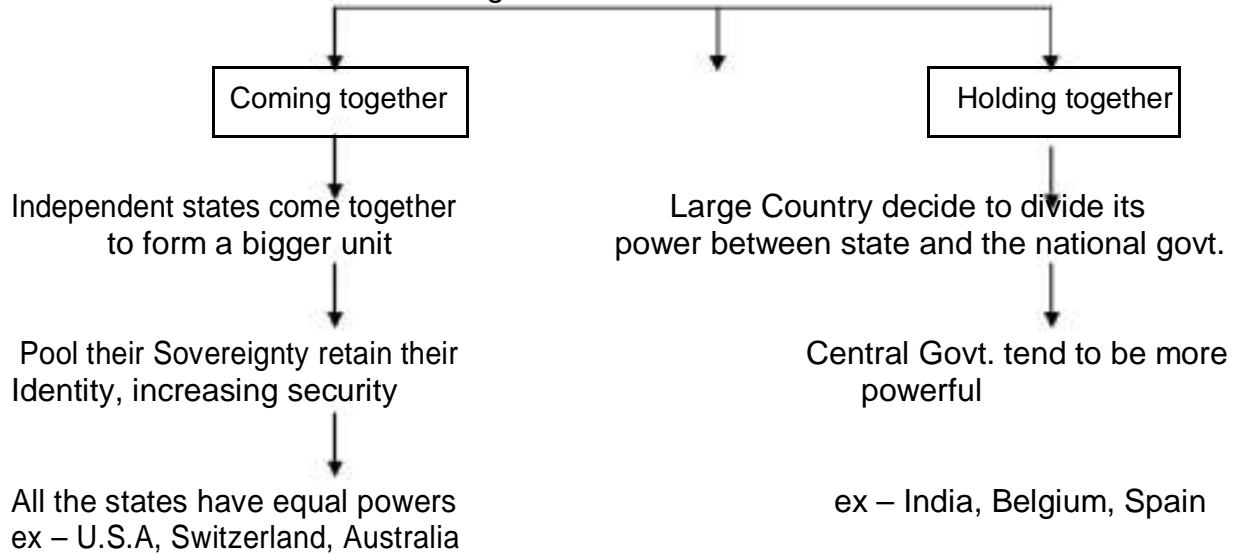 Coming together
Holding together
Independent states come together
to form a bigger unit
Large Country decide to divide its
power between state and the national govt.
Pool their Sovereignty retain their
Identity, increasing security
Central Govt. tend to be more
powerful
All the states have equal powers
ex – U.S.A, Switzerland, Australia
ex – India, Belgium, Spain